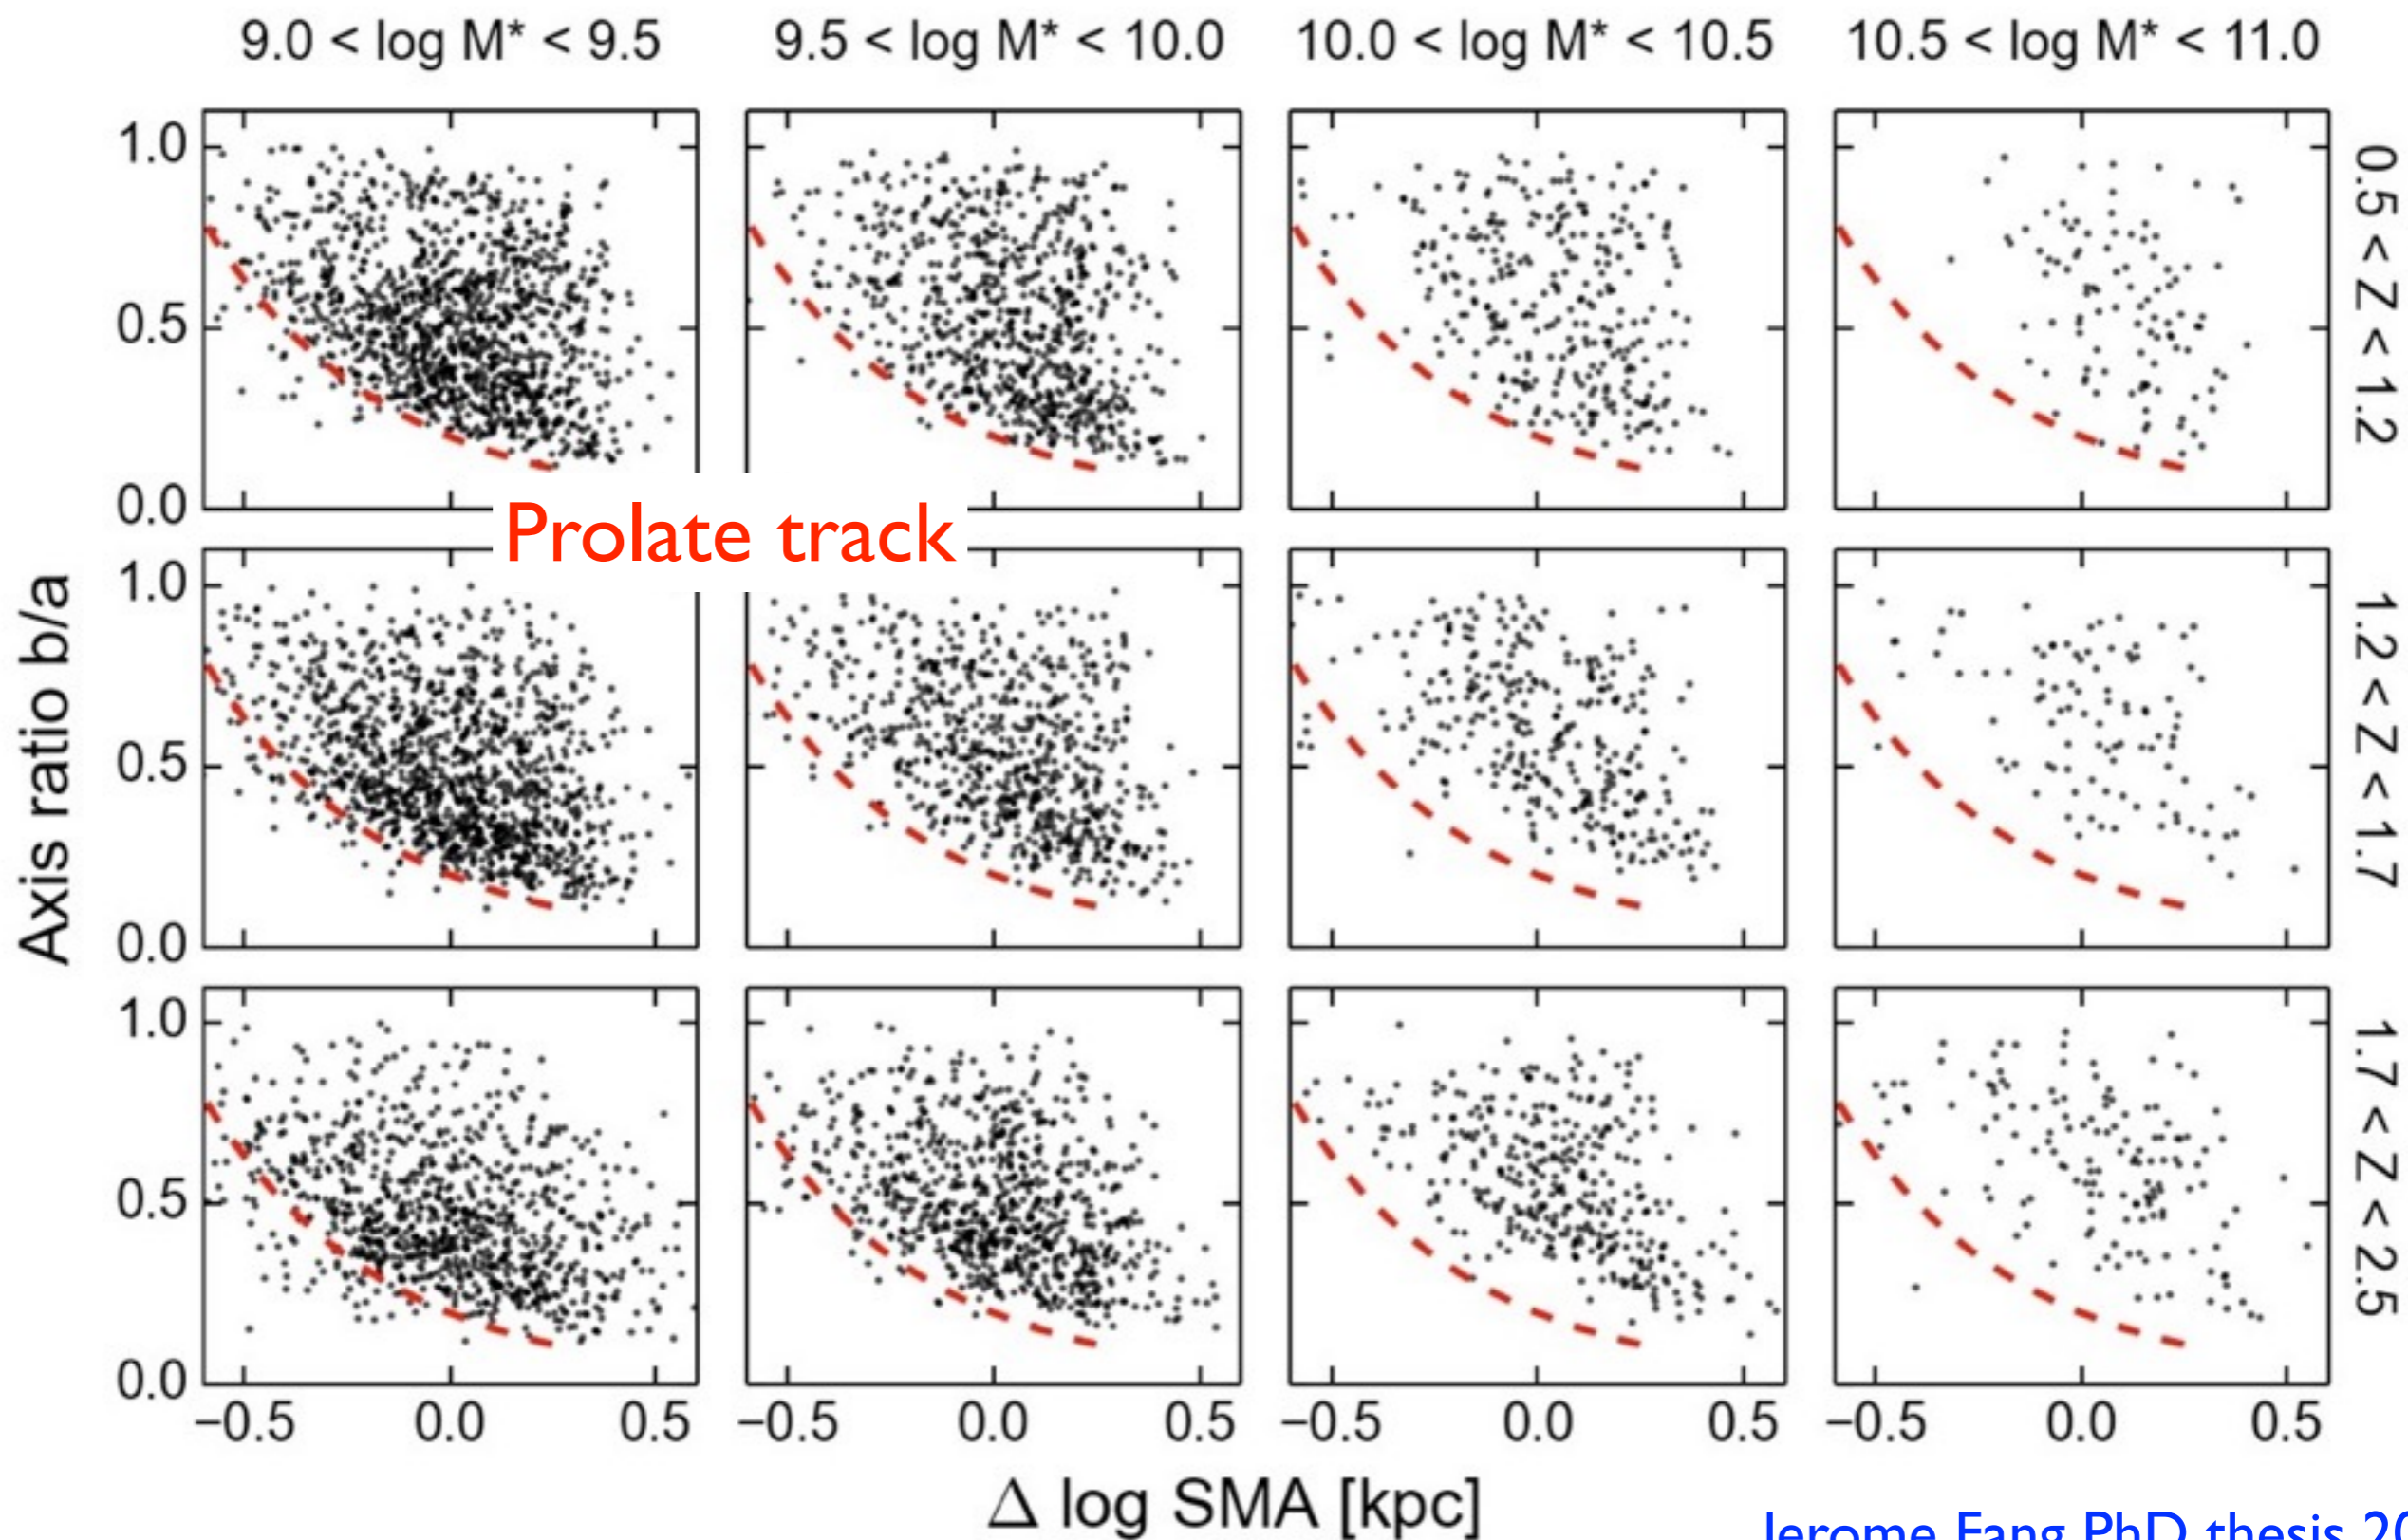 9.0 < log M* < 9.5
9.5 < log M* < 10.0
10.0 < log M* < 10.5
10.5 < log M* < 11.0
1.0
0.5
0.0
0.5 < Z < 1.2
Prolate track
Axis ratio b/a
1.0
0.5
0.0
1.2 < Z < 1.7
1.0
0.5
0.0
1.7 < Z < 2.5
−0.5 0.0 0.5
−0.5 0.0 0.5
−0.5 0.0 0.5
−0.5 0.0 0.5
Δ log SMA [kpc]
Jerome Fang PhD thesis